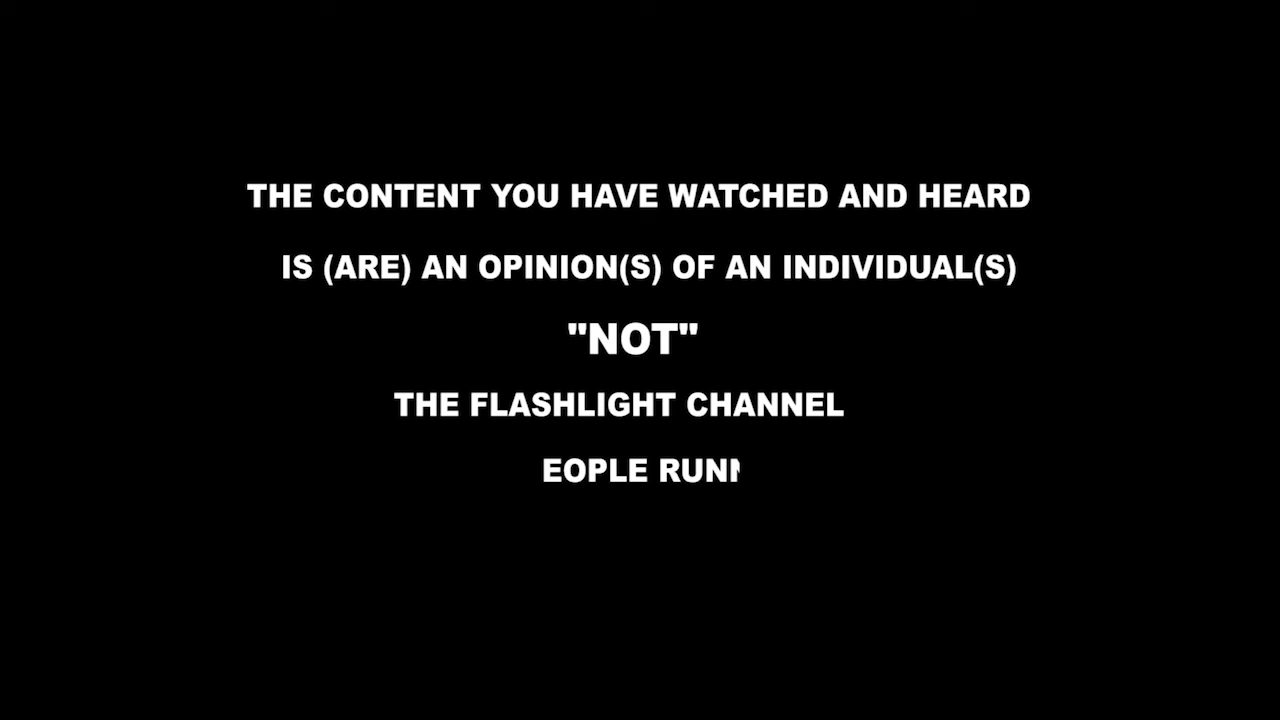 THE CONTENT YOU HAVE WATCHED AND HEARD
IS (ARE) AN OPINION(S) OF AN INDIVIDUAL(S)
"NOT"
THE FLASHLIGHT CHANNEL
EOPLE RUN